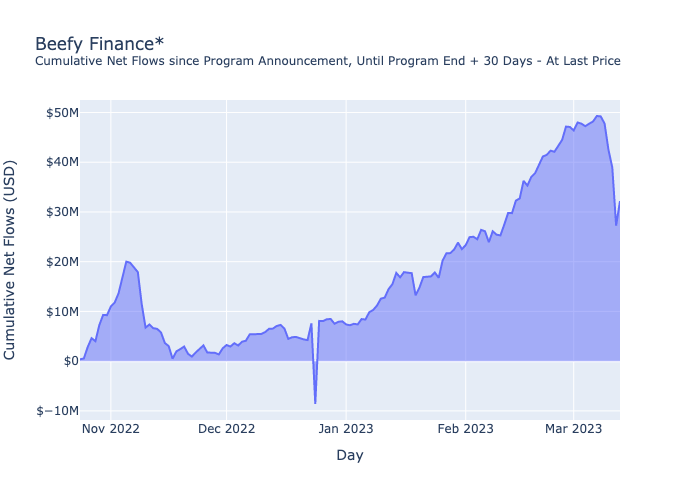 Beefy Finance*
Cumulative Net Flows since Program Announcement, Until Program End + 30 Days - At Last Price
Cumulative Net Flows (USD)
$50M
$40M
$30M
$20M
$10M
$0
$−10M
Nov 2022 Dec 2022 Jan 2023 Feb 2023 Mar 2023
Day